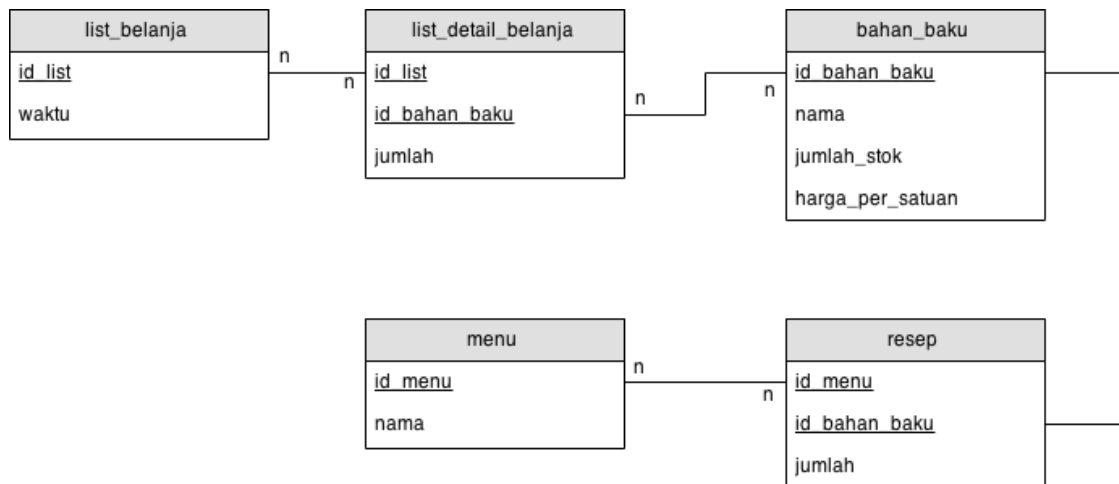 list_belanja
id_list
waktu
n
n
list_detail_belanja
id_list
id_bahan_baku
jumlah
n
n
bahan_baku
id_bahan_baku
nama
jumlah_stok
harga_per_satuan
menu
id_menu
nama
n
n
resep
id_menu
id_bahan_baku
jumlah